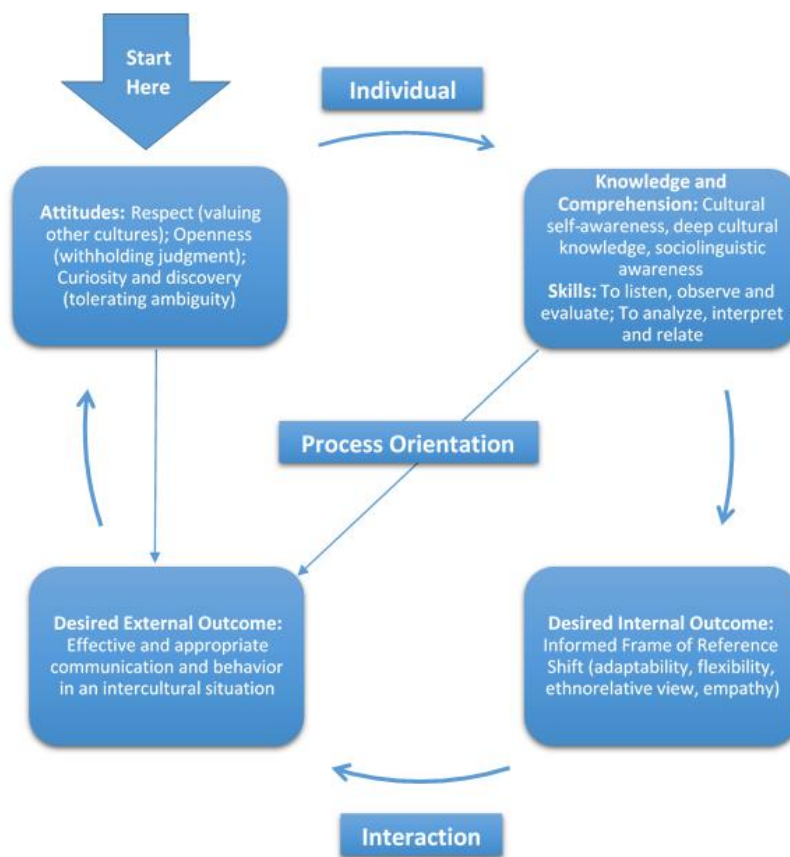 Start
Here
Individual
Attitudes: Respect (valuing
other cultures); Openness
(withholding judgment);
Curiosity and discovery
(tolerating ambiguity)
Knowledge and
Comprehension: Cultural
self-awareness, deep cultural
knowledge, sociolinguistic
awareness
Skills: To listen, observe and
evaluate; To analyze, interpret
and relate
Process Orientation
Desired External Outcome:
Effective and appropriate
communication and behavior
in an intercultural situation
Desired Internal Outcome:
Informed Frame of Reference
Shift (adaptability, flexibility,
ethnorelative view, empathy)
Interaction